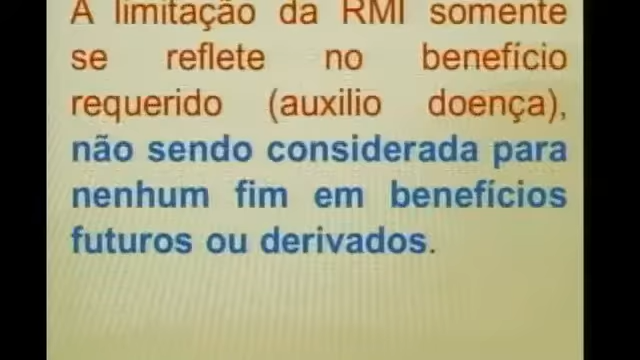 A limitação da RMI somente
se reflete no benefício
requerido (auxilio doença),
não sendo considerada para
nenhum fim em benefícios
futuros ou derivados.